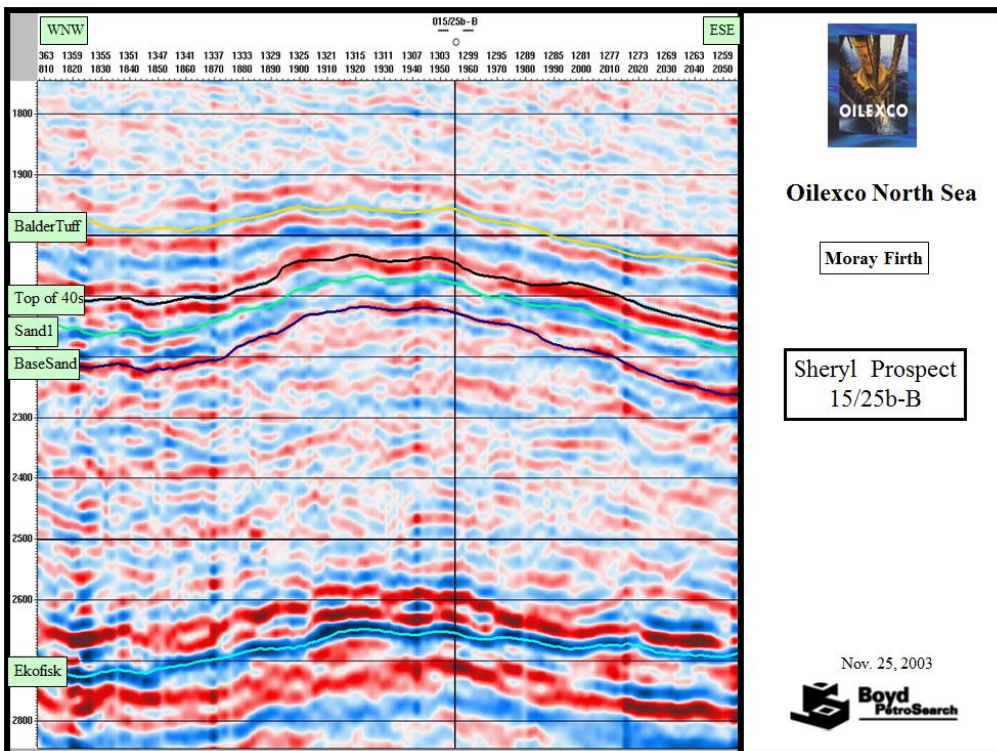 WNW
015/25b-B
ESE
363 1359 1355 1351 1347 1341 1337 1333 1329 1325 1321 1315 1311 1307 1303 1299 1295 1289 1285 1281 1277 1273 1269 1263 1259
810 1820 1830 1840 1850 1860 1870 1880 1890 1900 1910 1920 1930 1940 1950 1960 1970 1980 1990 2000 2010 2020 2030 2040 2050
1800
1900
BalderTuff
Top of 40s
Sand1
BaseSand
2300
2400
2500
2600
Ekofisk
2800
OILEXCO
Oilexco North Sea
Moray Firth
Sheryl Prospect
15/25b-B
Nov. 25, 2003
Boyd
PetroSearch